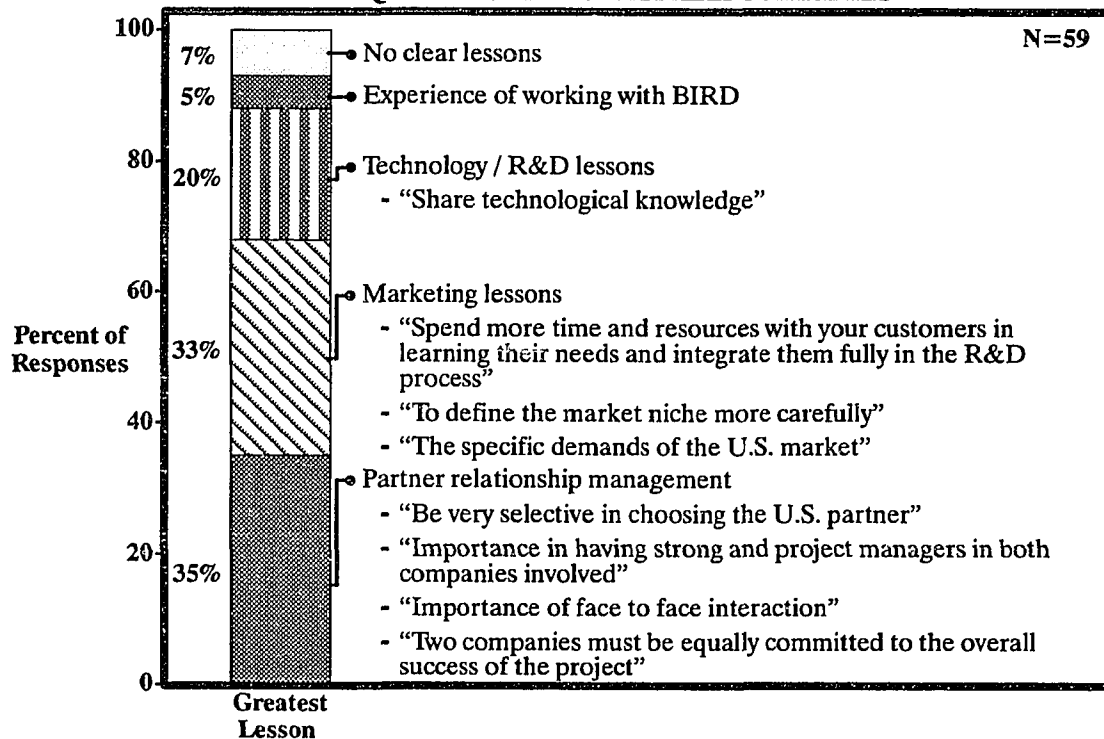 N=59
100
7%
No clear lessons
5%
Experience of working with BIRD
80
20%
Technology / R&D lessons
- “Share technological knowledge”
60
Marketing lessons
Percent of
Responses
33%
- “Spend more time and resources with your customers in
learning their needs and integrate them fully in the R&D
process”
- “To define the market niche more carefully”
40
- “The specific demands of the U.S. market”
Partner relationship management
- “Be very selective in choosing the U.S. partner”
20
35%
- “Importance in having strong and project managers in both
companies involved”
- “Importance of face to face interaction”
- “Two companies must be equally committed to the overall
success of the project”
0
Greatest
Lesson